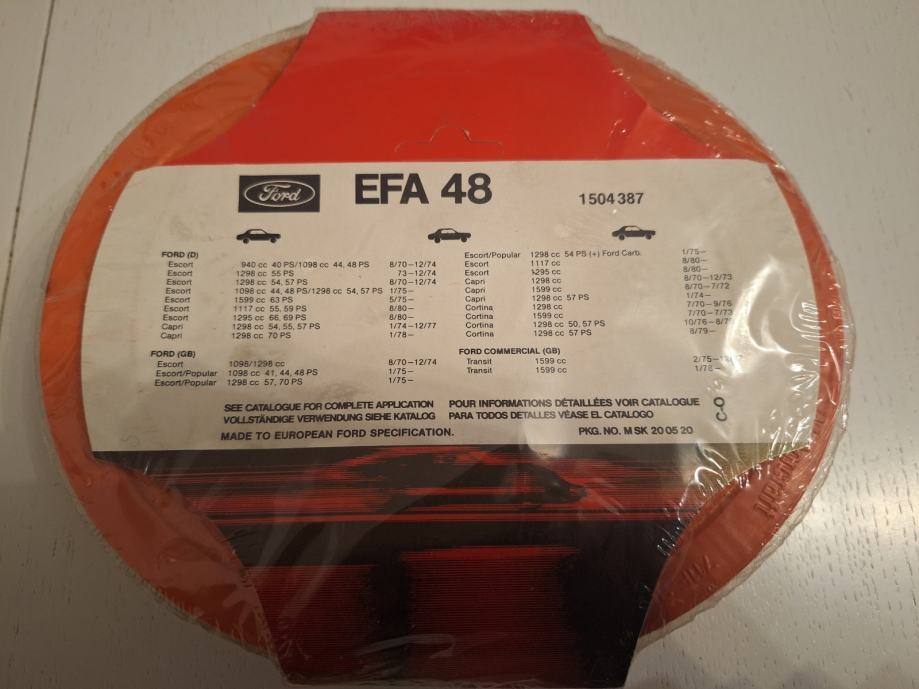 Ford
EFA 48
1504387
FORD (D)
Escort 940 cc 40 PS/1098 cc 44, 48 PS 8/70-12/74
Escort 1298 cc 55 PS 73-12/74
Escort 1298 cc 54, 57 PS 8/70-12/74
Escort 1098 cc 44, 48 PS/1298 cc 54, 57 PS 1/75-
Escort 1599 cc 63 PS 5/75-
Escort 1117 cc 55, 59 PS 8/80-
Escort 1295 cc 66, 69 PS 8/80-
Capri 1298 cc 54, 55, 57 PS 1/74-12/77
Capri 1298 cc 70 PS 1/78-
FORD (GB)
Escort 1098/1298 cc 8/70-12/74
Escort/Popular 1098 cc 41, 44, 48 PS 1/75-
Escort/Popular 1298 cc 57, 70 PS 1/75-
Escort/Popular 1298 cc 54 PS (+) Ford Carb. 1/75-
Escort 1117 cc 8/80-
Escort 1295 cc 8/80-
Capri 1298 cc 8/70-12/73
Capri 1599 cc 8/70-7/72
Capri 1298 cc 57 PS 1/74-
Cortina 1298 cc 7/70-9/76
Cortina 1599 cc 7/70-7/73
Cortina 1298 cc 50, 57 PS 10/76-8/7
Cortina 1298 cc 57 PS 8/79-
FORD COMMERCIAL (GB)
Transit 1599 cc 2/75-
Transit 1599 cc 1/78-
SEE CATALOGUE FOR COMPLETE APPLICATION
VOLLSTÄNDIGE VERWENDUNG SIEHE KATALOG
POUR INFORMATIONS DÉTAILLÉES VOIR CATALOGUE
PARA TODOS DETALLES VÉASE EL CATALOGO
MADE TO EUROPEAN FORD SPECIFICATION.
PKG. NO. M SK 20 05 20
C-O